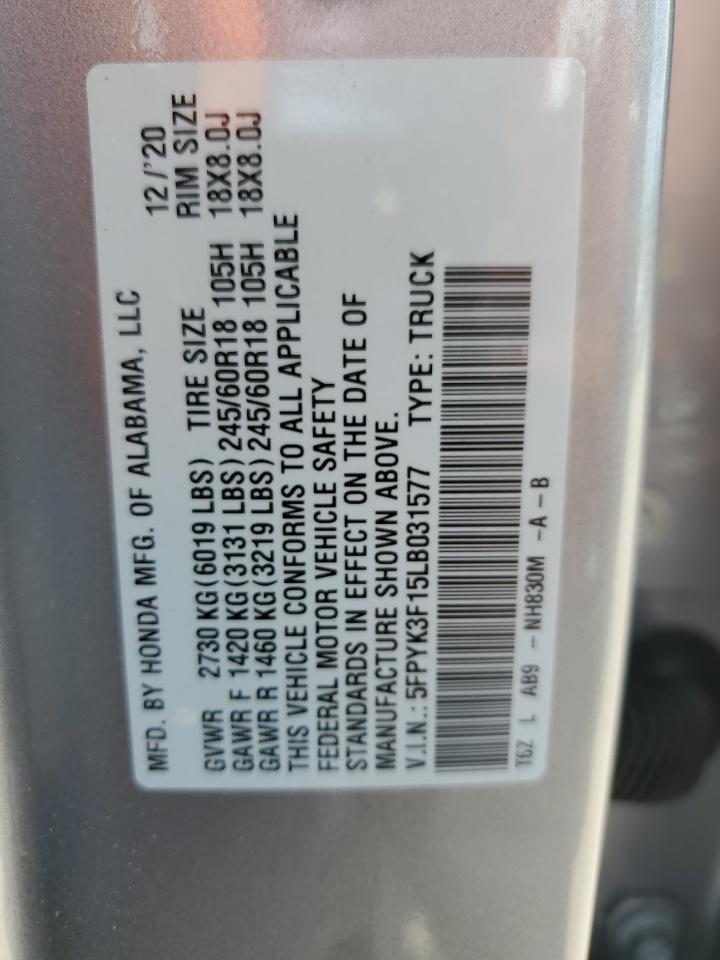 MFD. BY HONDA MFG. OF ALABAMA, LLC 12/'20
GVWR 2730 KG(6019 LBS) TIRE SIZE RIM SIZE
GAWR F 1420 KG(3131 LBS) 245/60R18 105H 18X8.0J
GAWR R 1460 KG(3219 LBS) 245/60R18 105H 18X8.0J
THIS VEHICLE CONFORMS TO ALL APPLICABLE
FEDERAL MOTOR VEHICLE SAFETY
STANDARDS IN EFFECT ON THE DATE OF
MANUFACTURE SHOWN ABOVE.
V.I.N.: 5FPYK3F15LB031577 TYPE: TRUCK
T6Z L AB9 - NH830M -A-B